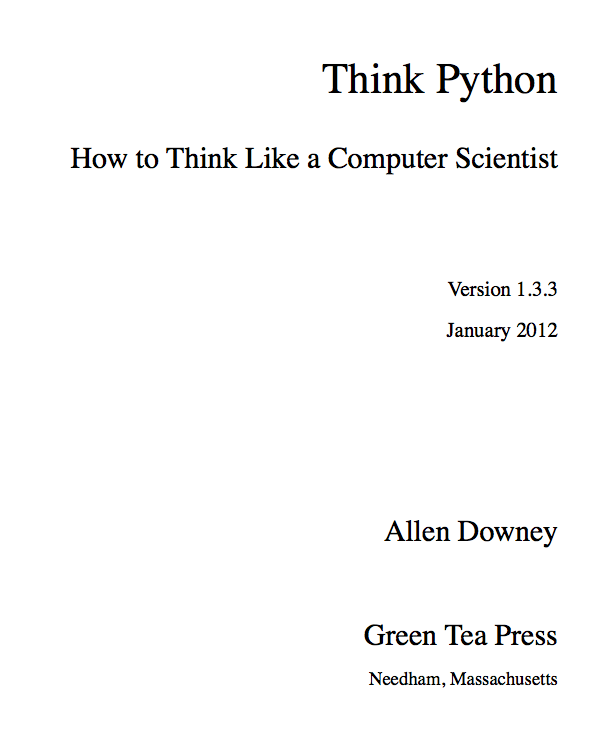 Think Python
How to Think Like a Computer Scientist
Version 1.3.3
January 2012
Allen Downey
Green Tea Press
Needham, Massachusetts